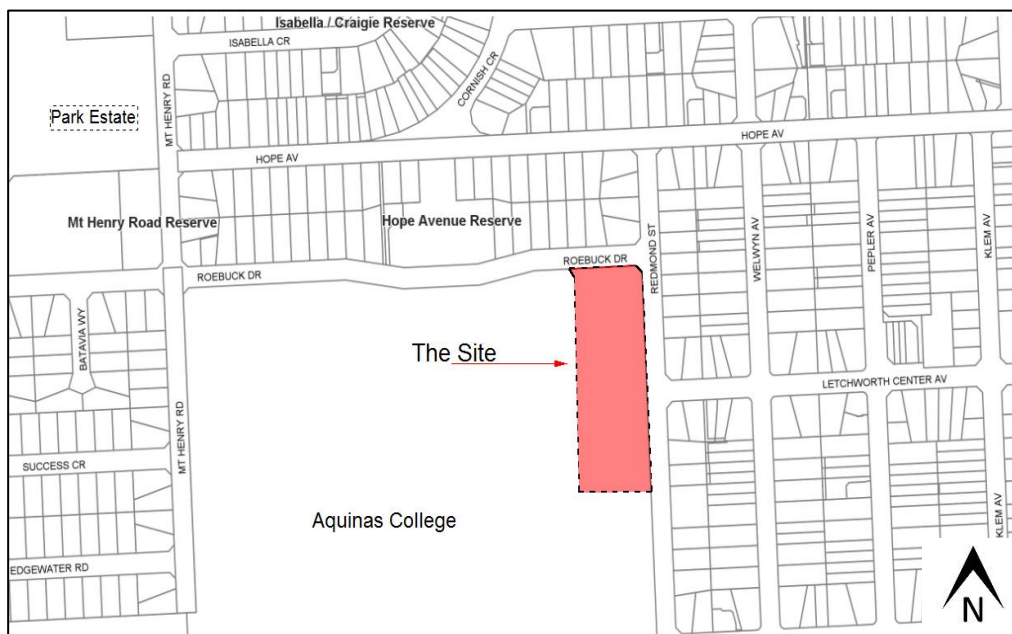 Isabella / Craigie Reserve
ISABELLA CR
CORNISH CR
MT HENRY RD
Park Estate
HOPE AV
HOPE AV
Mt Henry Road Reserve
Hope Avenue Reserve
REDMOND ST
WELWYN AV
PEPLER AV
KLEM AV
ROEBUCK DR
ROEBUCK DR
BATAVIA WY
The Site
LETCHWORTH CENTER AV
MT HENRY RD
SUCCESS CR
Aquinas College
KLEM AV
EDGEWATER RD
N